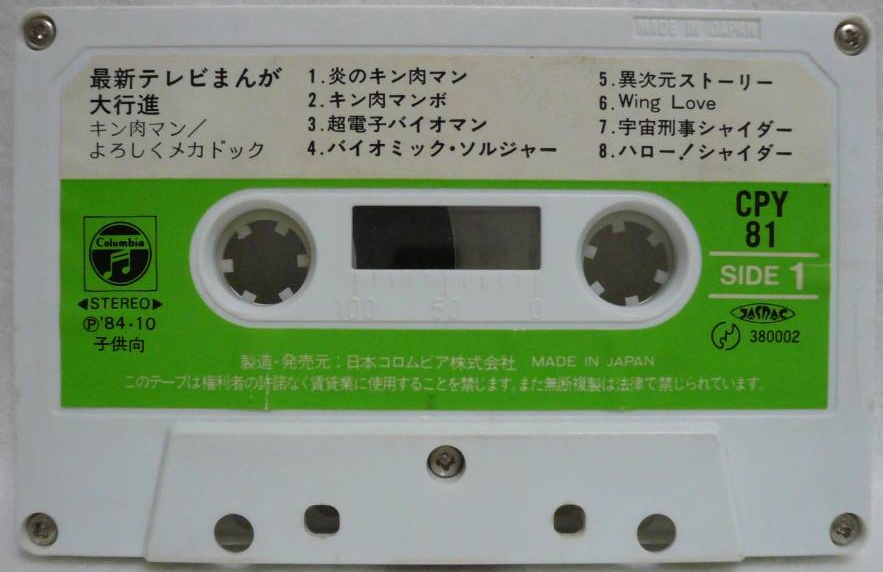 MADE IN JAPAN
最新テレビまんが
大行進
キン肉マン/
よろしくメカドック
1.炎のキン肉マン
2.キン肉マンボ
3.超電子バイオマン
4.バイオミック・ソルジャー
5.異次元ストーリー
6.Wing Love
7.宇宙刑事シャイダー
8.ハロー!シャイダー
Columbia
◀STEREO▶
Ⓟ'84・10
子供向
100 50 0
CPY
81
SIDE 1
JASRAC
380002
製造・発売元:日本コロムビア株式会社 MADE IN JAPAN
このテープは権利者の許諾なく賃貸業に使用することを禁じます。また無断複製は法律で禁じられています。